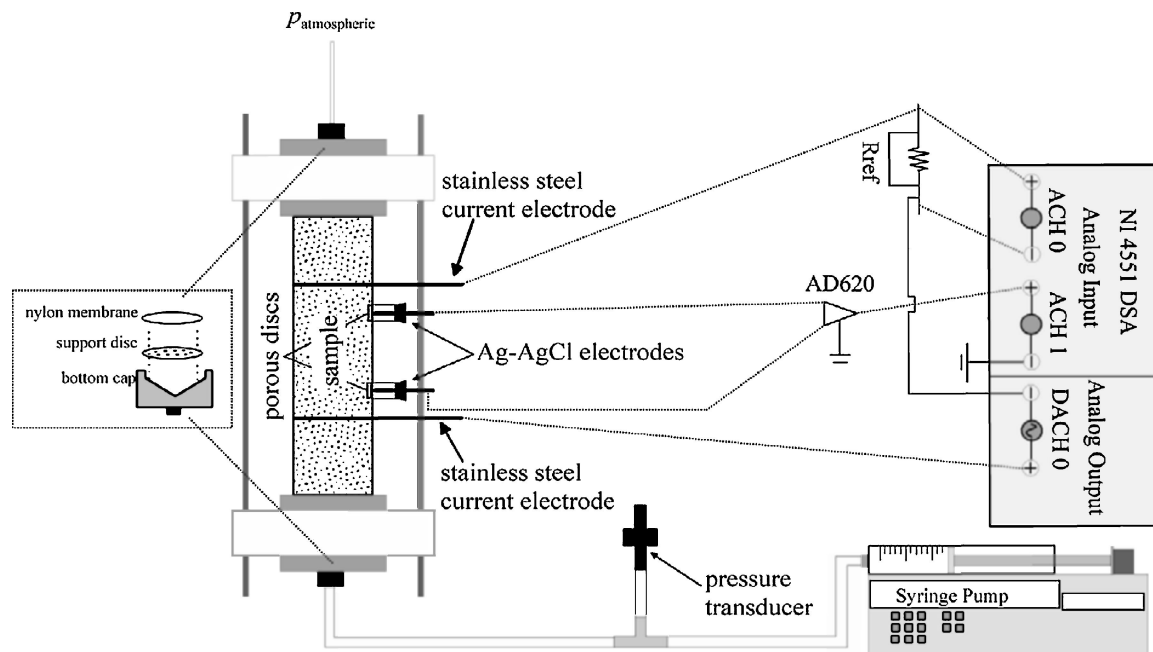 Patmospheric
stainless steel
current electrode
Rref
ACH 0
Analog Input
NI 4551 DSA
ACH 1
AD620
nylon membrane
support disc
bottom cap
porous discs
sample
Ag-AgCl electrodes
DACH 0
Analog Output
stainless steel
current electrode
pressure
transducer
Syringe Pump